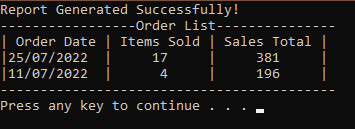 Report Generated Successfully!
-----------------Order List---------------
| Order Date | Items Sold | Sales Total |
|25/07/2022 | 17 | 381 |
|11/07/2022 | 4 | 196 |
------------------------------------------
Press any key to continue . . .